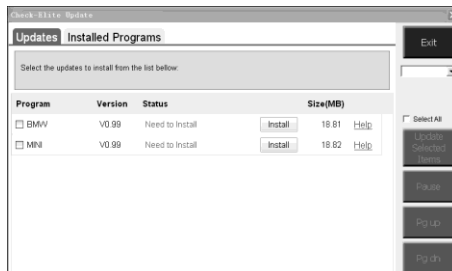 Check-Elite Update
Updates Installed Programs
Exit
Select the updates to install from the list bellow:
Program Version Status Size(MB)
Select All
BMW V0.99 Need to Install Install 18.81 Help
Update Selected Items
MINI V0.99 Need to Install Install 18.82 Help
Pause
Pg up
Pg dn